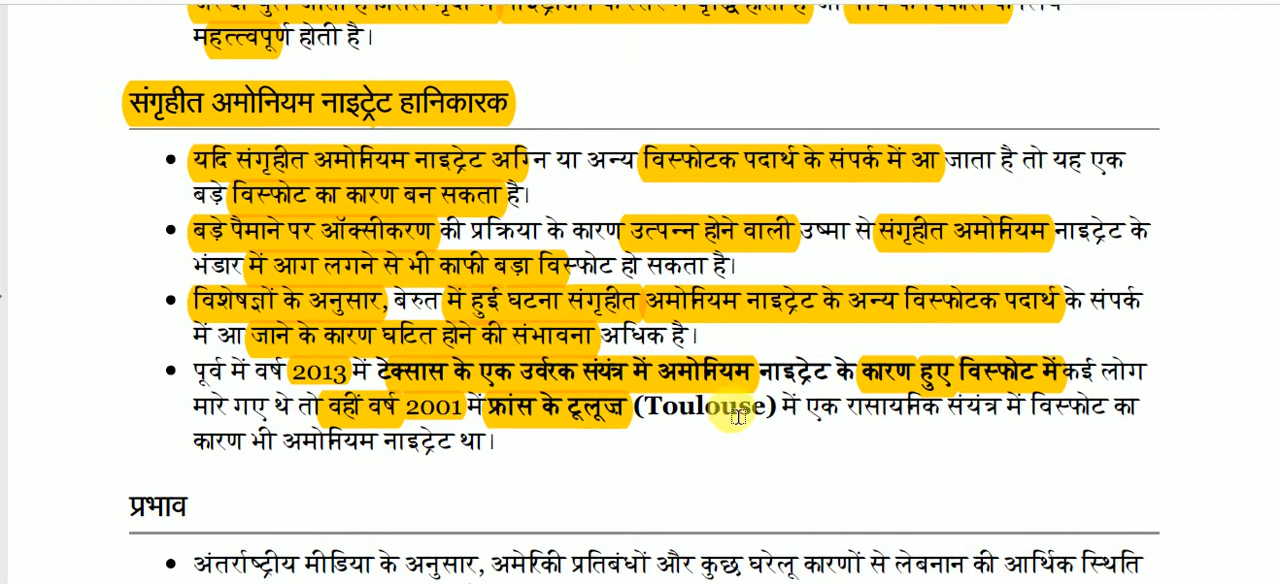 महत्त्वपूर्ण होती है।
संगृहीत अमोनियम नाइट्रेट हानिकारक
यदि संगृहीत अमोनियम नाइट्रेट अग्नि या अन्य विस्फोटक पदार्थ के संपर्क में आ जाता है तो यह एक
बड़े विस्फोट का कारण बन सकता है।
बड़े पैमाने पर ऑक्सीकरण की प्रक्रिया के कारण उत्पन्न होने वाली उष्मा से संगृहीत अमोनियम नाइट्रेट के
भंडार में आग लगने से भी काफी बड़ा विस्फोट हो सकता है।
विशेषज्ञों के अनुसार, बेरुत में हुई घटना संगृहीत अमोनियम नाइट्रेट के अन्य विस्फोटक पदार्थ के संपर्क
में आ जाने के कारण घटित होने की संभावना अधिक है।
पूर्व में वर्ष 2013 में टेक्सास के एक उर्वरक संयंत्र में अमोनियम नाइट्रेट के कारण हुए विस्फोट में कई लोग
मारे गए थे तो वहीं वर्ष 2001 में फ्रांस के टूलूज (Toulouse) में एक रासायनिक संयंत्र में विस्फोट का
कारण भी अमोनियम नाइट्रेट था।
प्रभाव
अंतर्राष्ट्रीय मीडिया के अनुसार, अमेरिकी प्रतिबंधों और कुछ घरेलू कारणों से लेबनान की आर्थिक स्थिति